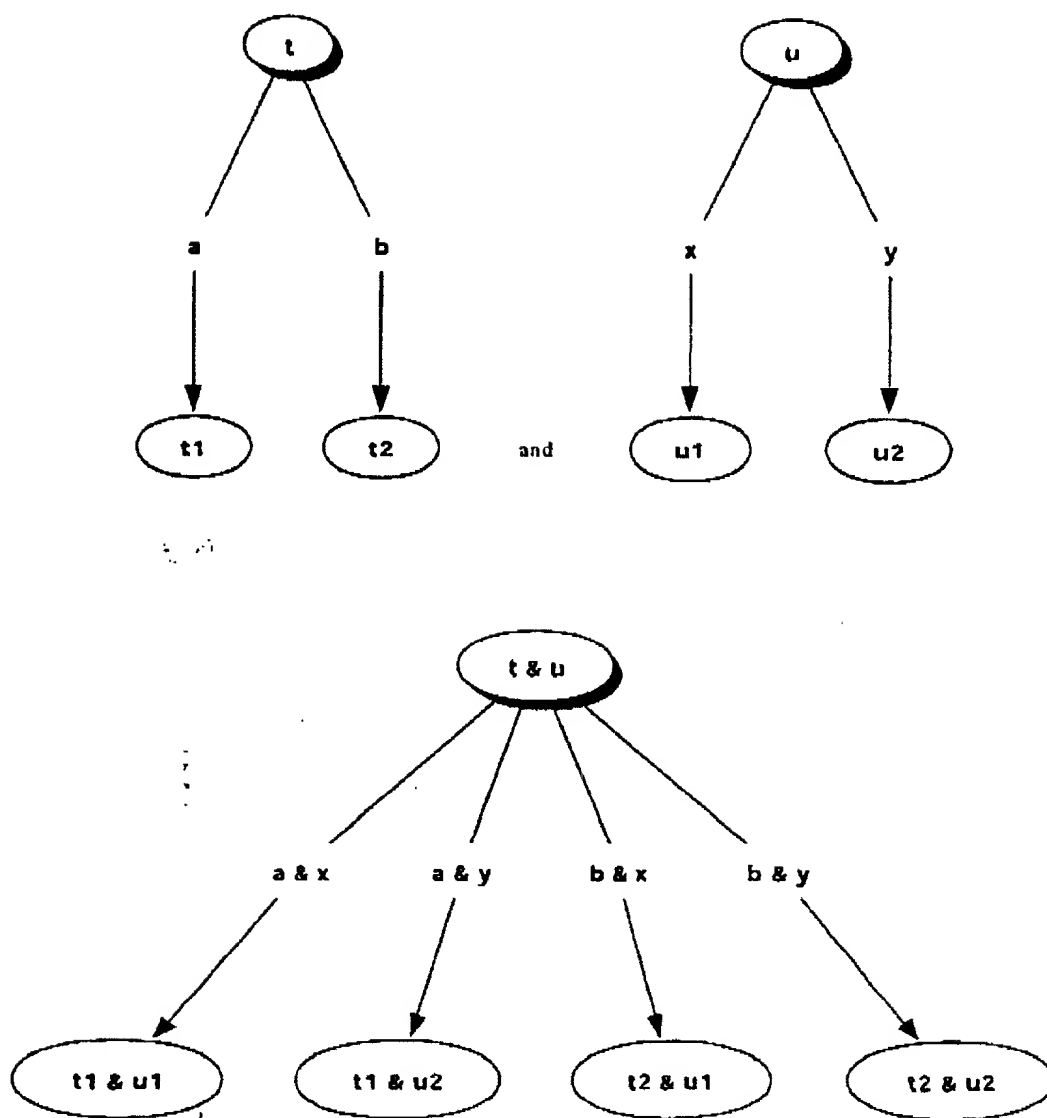 t u
a b x y
t1 t2 and u1 u2
t & u
a & x a & y b & x b & y
t1 & u1 t1 & u2 t2 & u1 t2 & u2